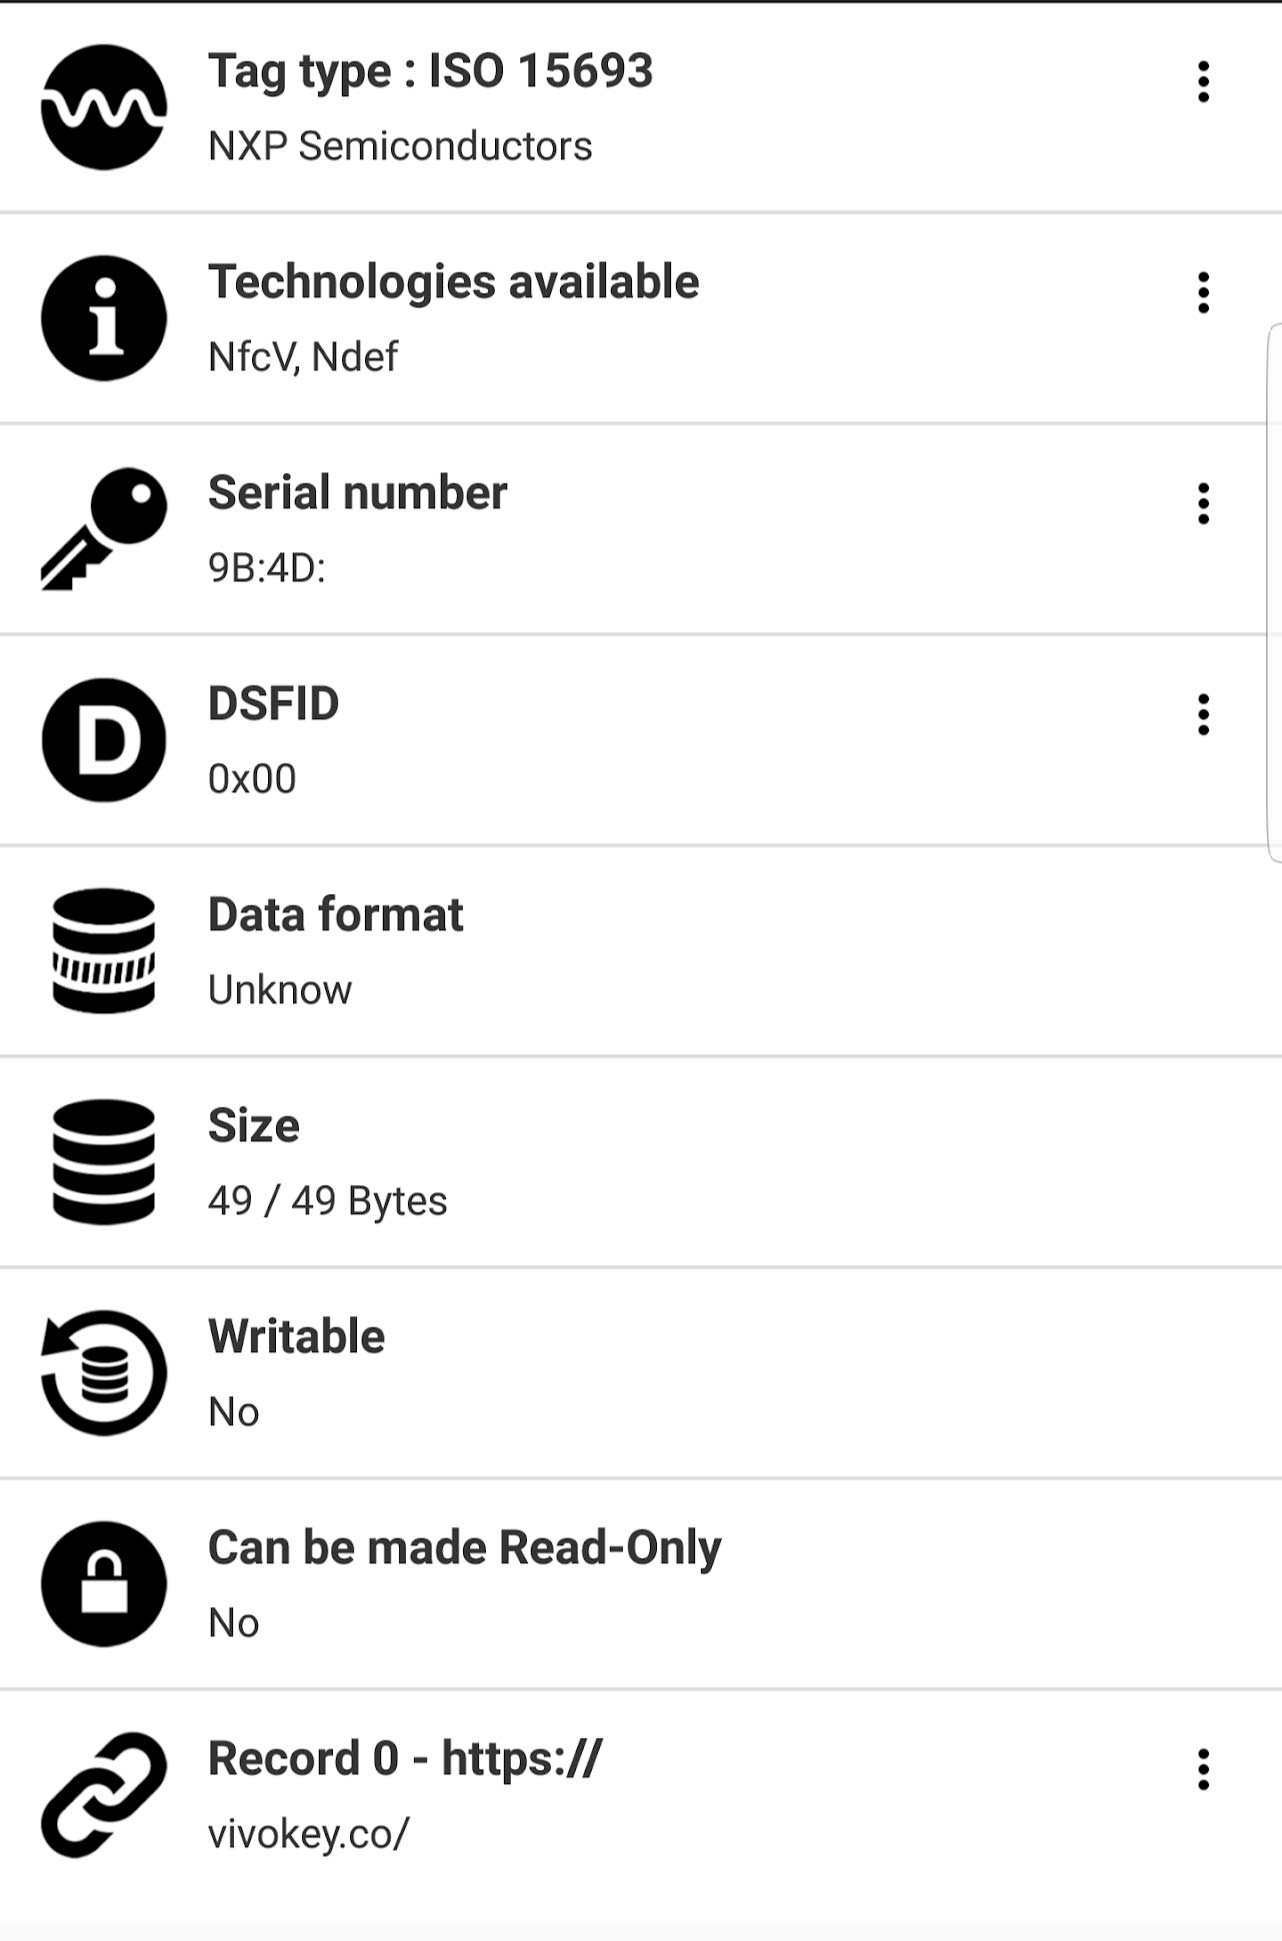 Tag type : ISO 15693
NXP Semiconductors
Technologies available
NfcV, Ndef
Serial number
9B:4D:
D
DSFID
0x00
Data format
Unknow
Size
49 / 49 Bytes
Writable
No
Can be made Read-Only
No
Record 0 - https://
vivokey.co/